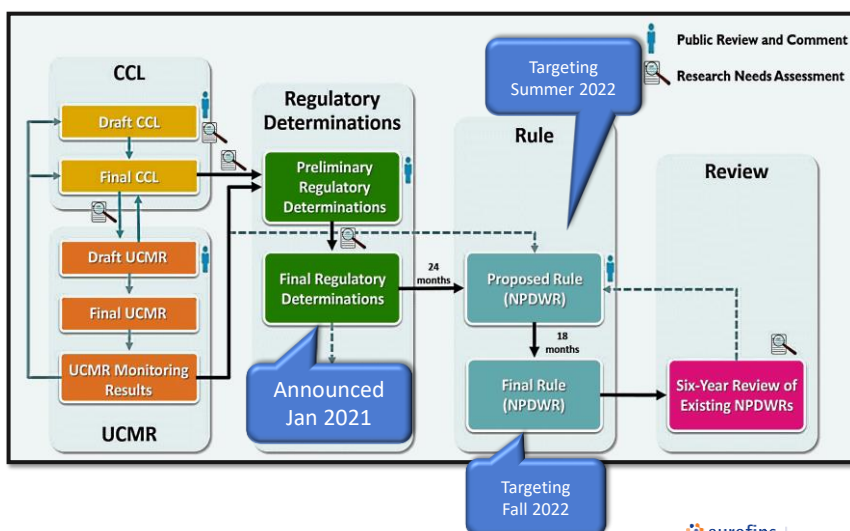 Public Review and Comment
Research Needs Assessment
CCL
Draft CCL
Final CCL
Draft UCMR
Final UCMR
UCMR Monitoring
Results
UCMR
Regulatory
Determinations
Preliminary
Regulatory
Determinations
Final Regulatory
Determinations
Announced
Jan 2021
24
months
Targeting
Summer 2022
Rule
Proposed Rule
(NPDWR)
18
months
Final Rule
(NPDWR)
Targeting
Fall 2022
Review
Six-Year Review of
Existing NPDWRs
eurofins